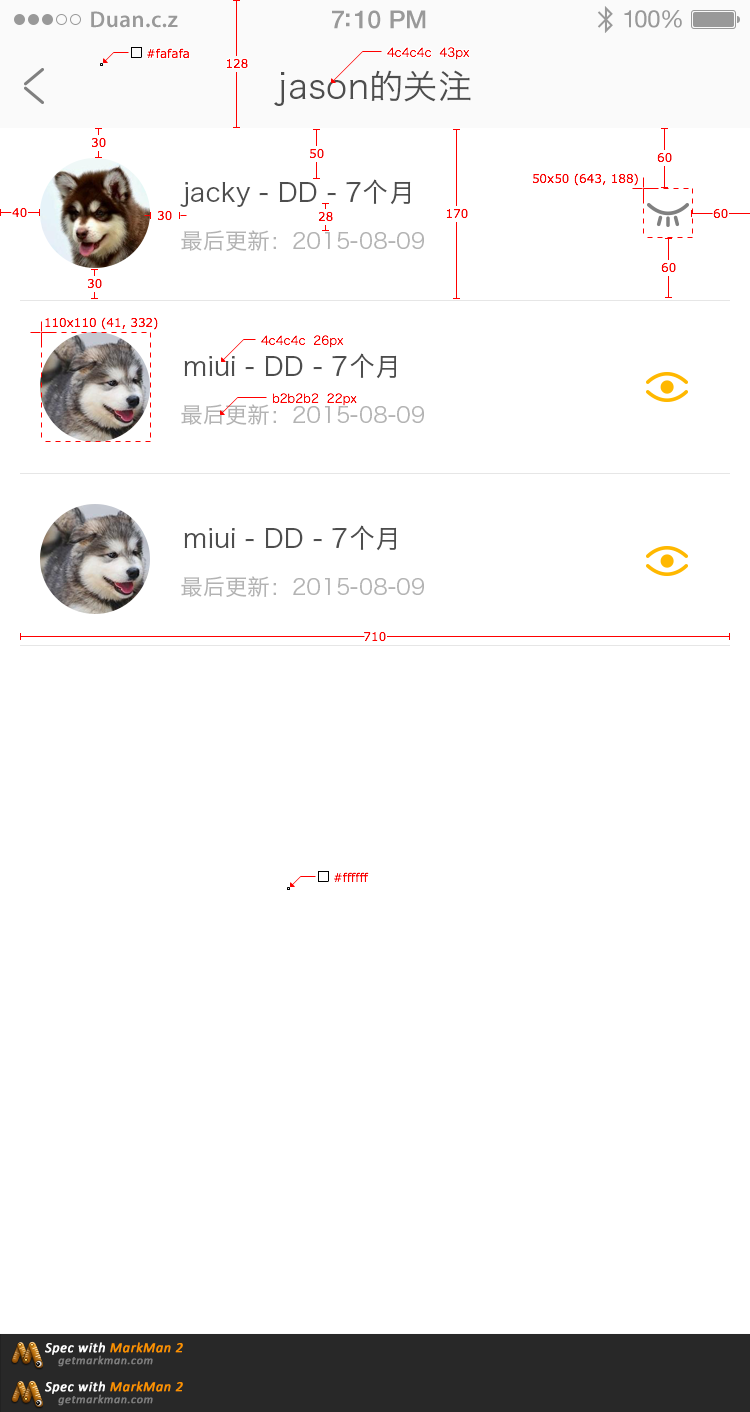 Duan.c.z 7:10 PM 100%
#fafafa
4c4c4c 43px
128
jason的关注
30
50
60
50x50 (643, 188)
jacky - DD - 7个月
40
30
28
170
60
最后更新：2015-08-09
60
30
110x110 (41, 332)
4c4c4c 26px
miui - DD - 7个月
b2b2b2 22px
最后更新：2015-08-09
miui - DD - 7个月
最后更新：2015-08-09
710
#ffffff
Spec with MarkMan 2
getmarkman.com
Spec with MarkMan 2
getmarkman.com